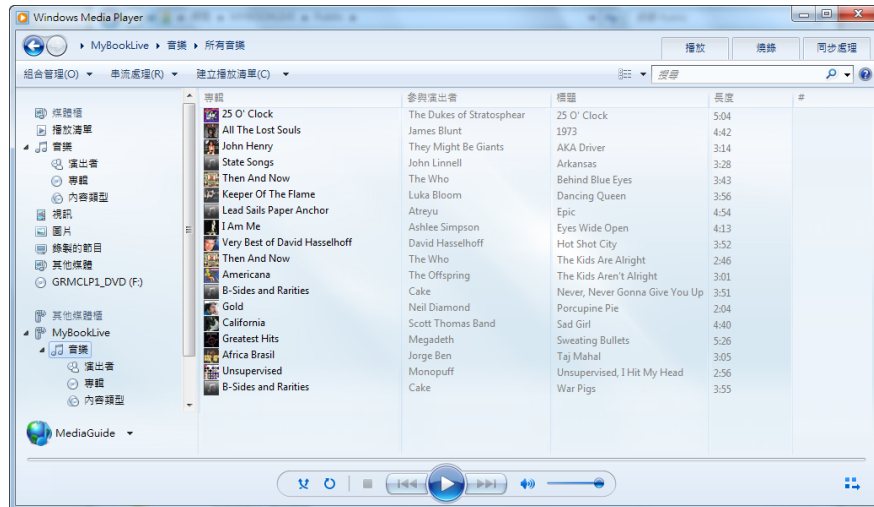 Windows Media Player
MyBookLive ▸ 音樂 ▸ 所有音樂
播放 燒錄 同步處理
組合管理(O) 串流處理(R) 建立播放清單(C) 搜尋
專輯 參與演出者 標題 長度 #
媒體櫃
播放清單
音樂
演出者
專輯
內容類型
視訊
圖片
錄製的節目
其他媒體
GRMCLP1_DVD (F:)
其他媒體櫃
MyBookLive
音樂
演出者
專輯
內容類型
MediaGuide
25 O' Clock The Dukes of Stratosphear 25 O' Clock 5:04
All The Lost Souls James Blunt 1973 4:42
John Henry They Might Be Giants AKA Driver 3:14
State Songs John Linnell Arkansas 3:28
Then And Now The Who Behind Blue Eyes 3:43
Keeper Of The Flame Luka Bloom Dancing Queen 3:56
Lead Sails Paper Anchor Atreyu Epic 4:54
I Am Me Ashlee Simpson Eyes Wide Open 4:13
Very Best of David Hasselhoff David Hasselhoff Hot Shot City 3:52
Then And Now The Who The Kids Are Alright 2:46
Americana The Offspring The Kids Aren't Alright 3:01
B-Sides and Rarities Cake Never, Never Gonna Give You Up 3:51
Gold Neil Diamond Porcupine Pie 2:04
California Scott Thomas Band Sad Girl 4:40
Greatest Hits Megadeth Sweating Bullets 5:26
Africa Brasil Jorge Ben Taj Mahal 3:05
Unsupervised Monopuff Unsupervised, I Hit My Head 2:56
B-Sides and Rarities Cake War Pigs 3:55